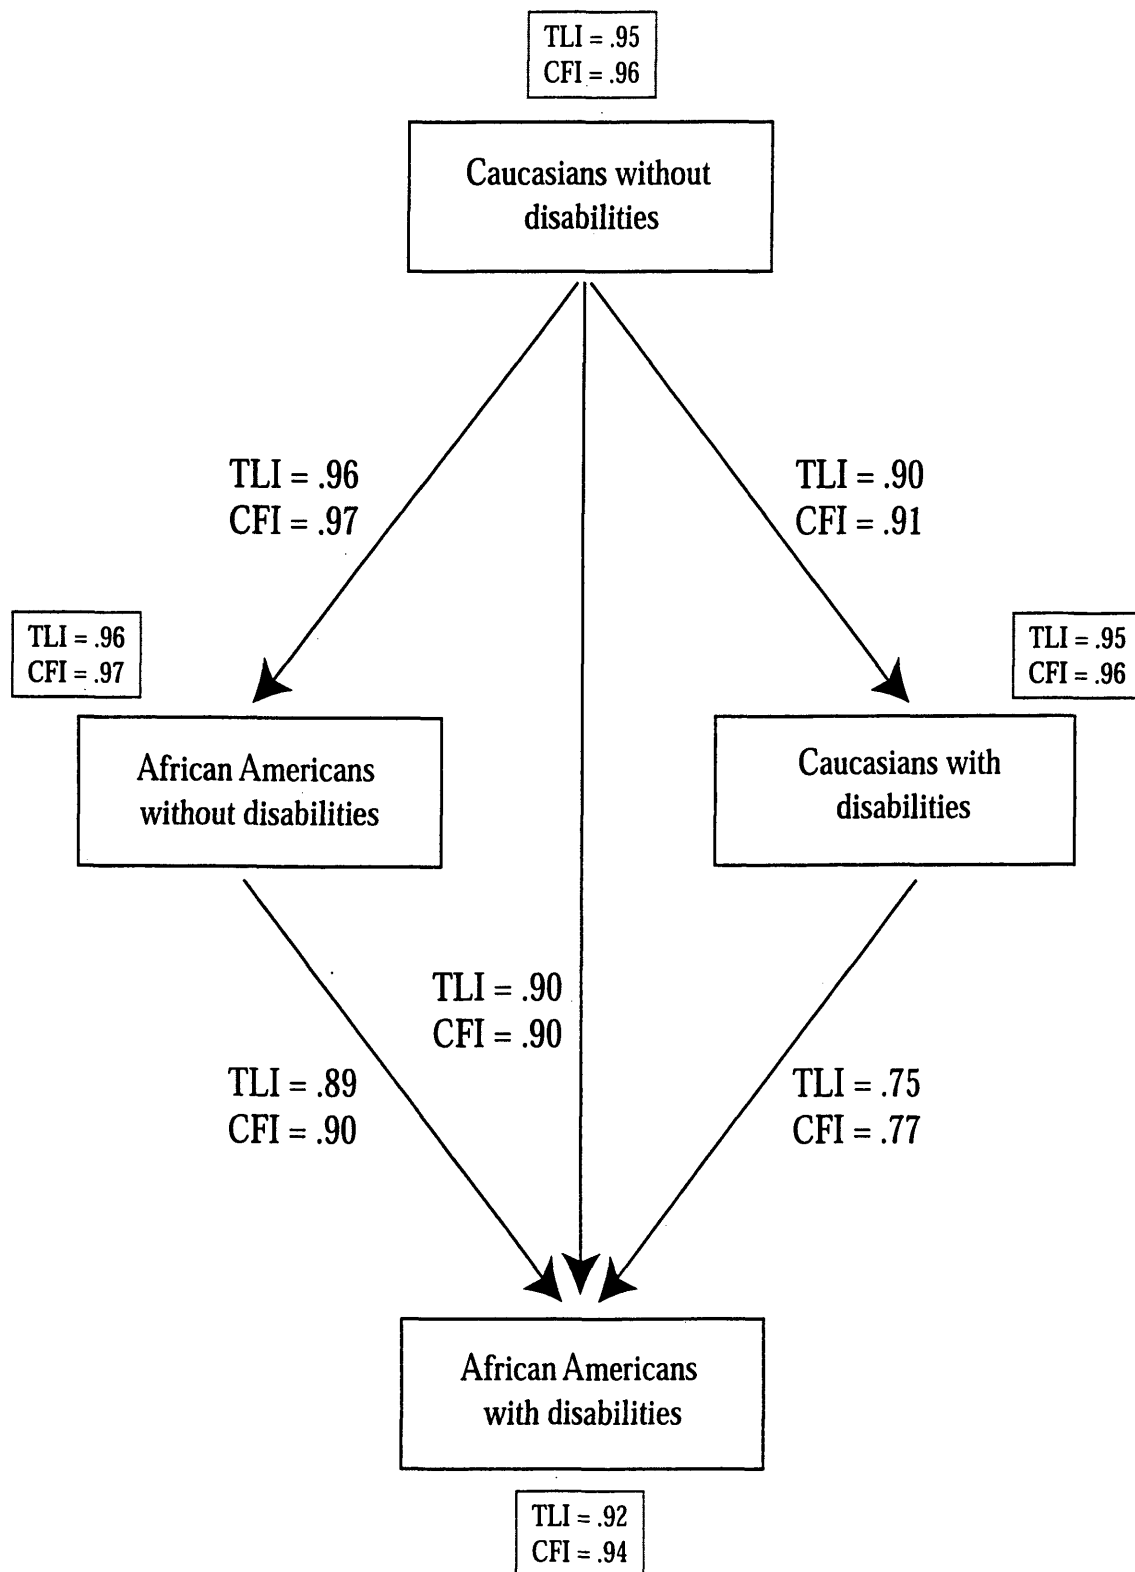 TLI = .95
CFI = .96
Caucasians without
disabilities
TLI = .96
CFI = .97
TLI = .90
CFI = .91
TLI = .96
CFI = .97
TLI = .95
CFI = .96
African Americans
without disabilities
Caucasians with
disabilities
TLI = .90
CFI = .90
TLI = .89
CFI = .90
TLI = .75
CFI = .77
African Americans
with disabilities
TLI = .92
CFI = .94